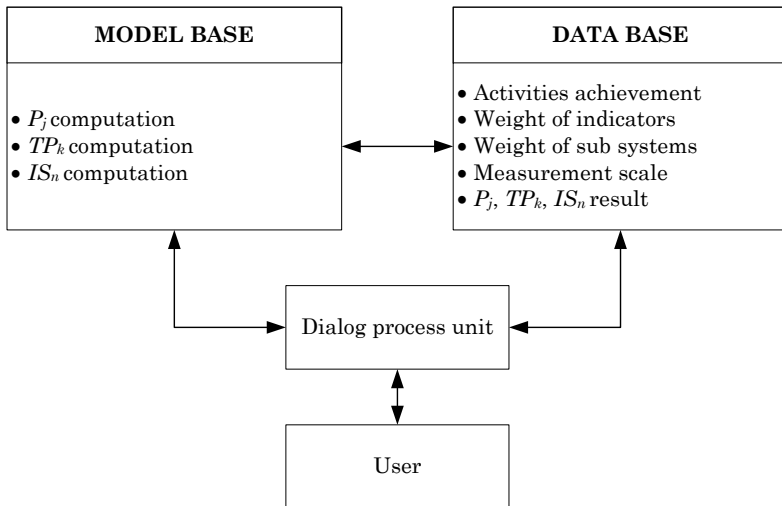 MODEL BASE
• Pj computation
• TPk computation
• ISn computation
DATA BASE
• Activities achievement
• Weight of indicators
• Weight of sub systems
• Measurement scale
• Pj, TPk, ISn result
Dialog process unit
User